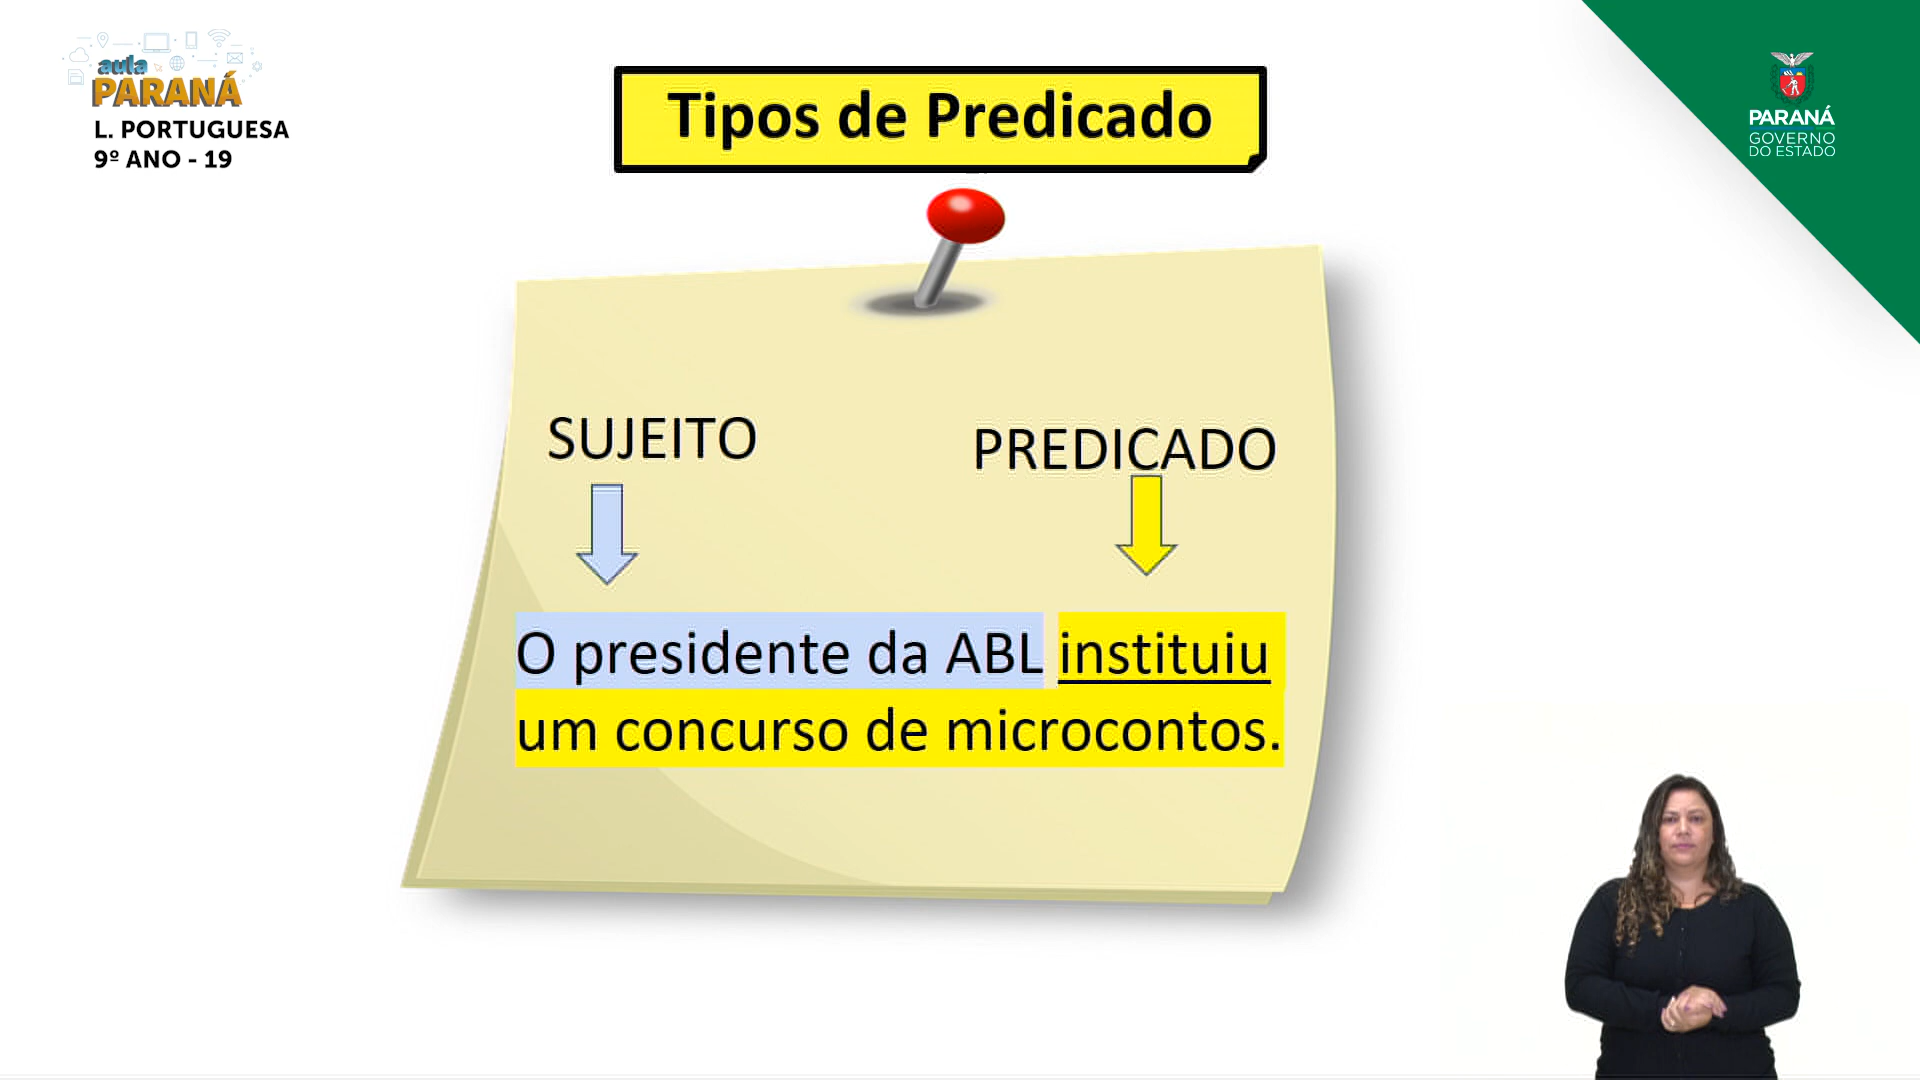 aula
PARANÁ
L. PORTUGUESA
9º ANO - 19
Tipos de Predicado
PARANÁ
GOVERNO
DO ESTADO
SUJEITO
PREDICADO
O presidente da ABL instituiu
um concurso de microcontos.